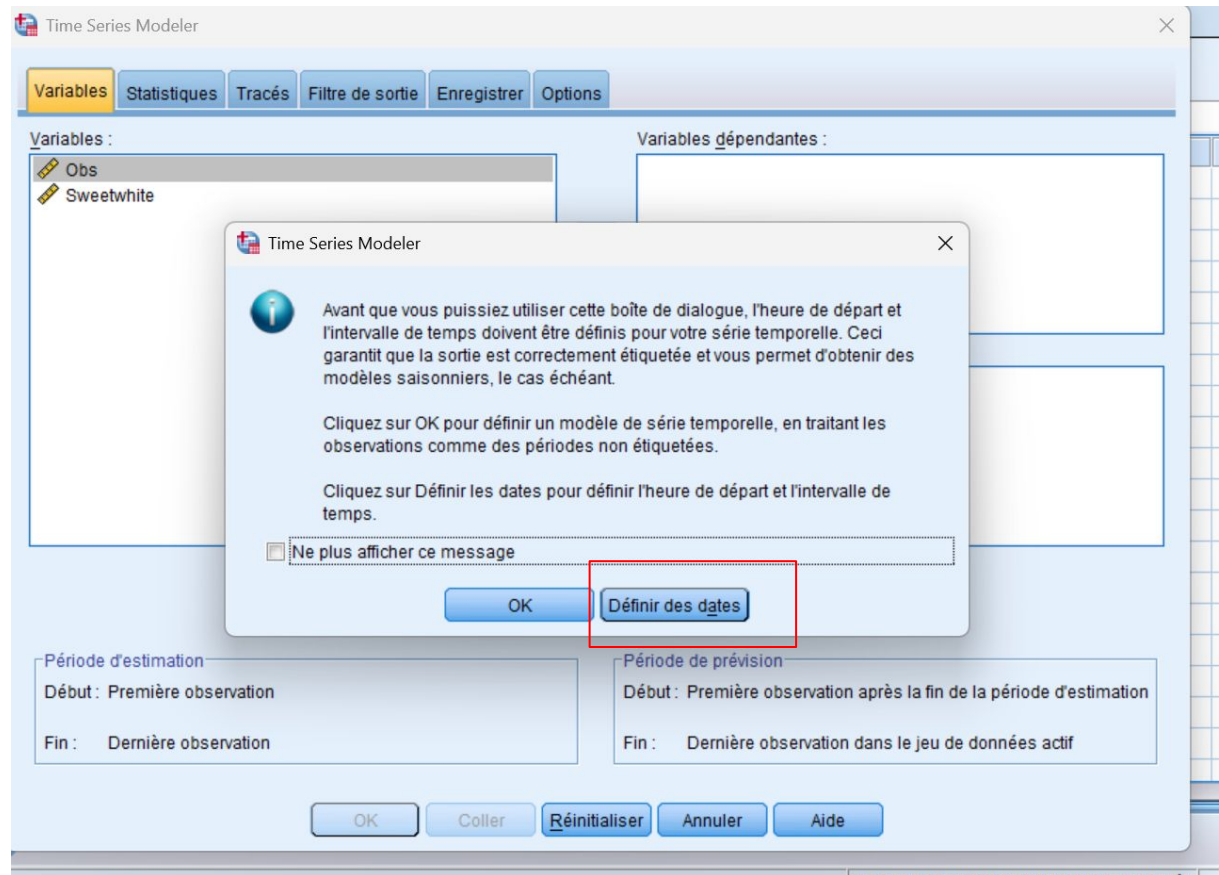 Time Series Modeler
Variables Statistiques Tracés Filtre de sortie Enregistrer Options
Variables :
Variables dépendantes :
Obs
Sweetwhite
Time Series Modeler
Avant que vous puissiez utiliser cette boîte de dialogue, l'heure de départ et
l'intervalle de temps doivent être définis pour votre série temporelle. Ceci
garantit que la sortie est correctement étiquetée et vous permet d'obtenir des
modèles saisonniers, le cas échéant.
Cliquez sur OK pour définir un modèle de série temporelle, en traitant les
observations comme des périodes non étiquetées.
Cliquez sur Définir les dates pour définir l'heure de départ et l'intervalle de
temps.
Ne plus afficher ce message
OK Définir des dates
Période d'estimation
Début : Première observation
Fin : Dernière observation
Période de prévision
Début : Première observation après la fin de la période d'estimation
Fin : Dernière observation dans le jeu de données actif
OK Coller Réinitialiser Annuler Aide